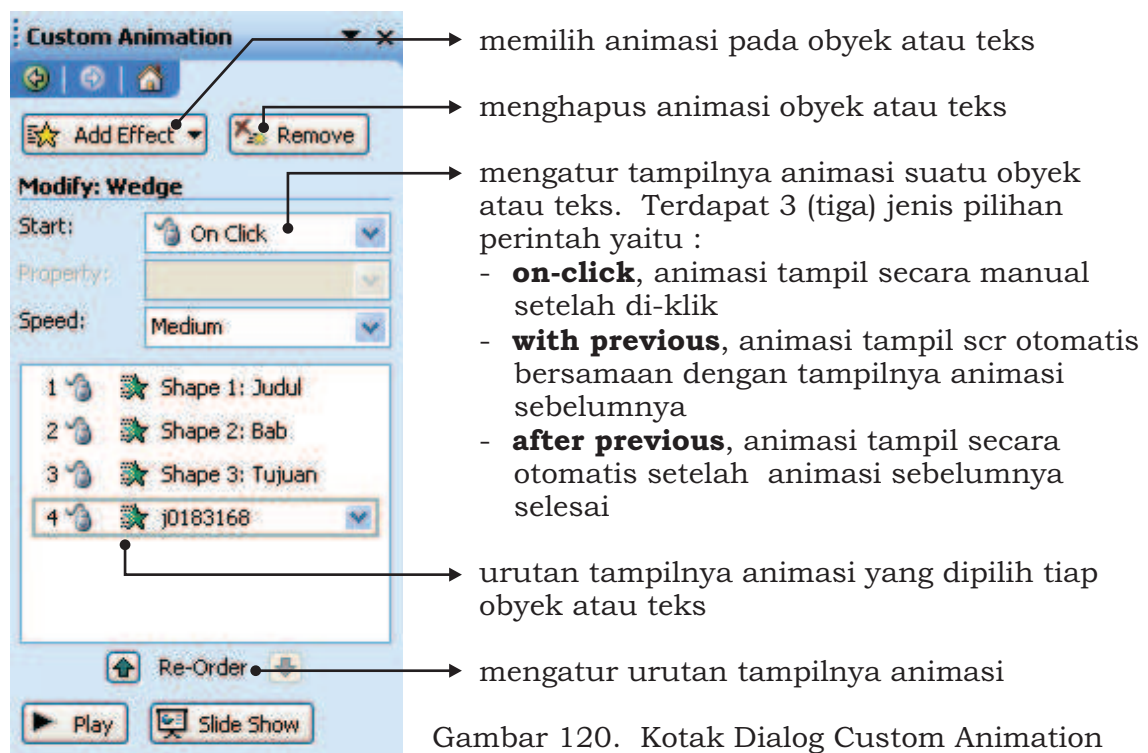 Custom Animation
Add Effect
Remove
Modify: Wedge
Start:
On Click
Property:
Speed:
Medium
1 Shape 1: Judul
2 Shape 2: Bab
3 Shape 3: Tujuan
4 j0183168
Re-Order
Play
Slide Show
memilih animasi pada obyek atau teks
menghapus animasi obyek atau teks
mengatur tampilnya animasi suatu obyek
atau teks. Terdapat 3 (tiga) jenis pilihan
perintah yaitu :
- on-click, animasi tampil secara manual
setelah di-klik
- with previous, animasi tampil scr otomatis
bersamaan dengan tampilnya animasi
sebelumnya
- after previous, animasi tampil secara
otomatis setelah animasi sebelumnya
selesai
urutan tampilnya animasi yang dipilih tiap
obyek atau teks
mengatur urutan tampilnya animasi
Gambar 120. Kotak Dialog Custom Animation